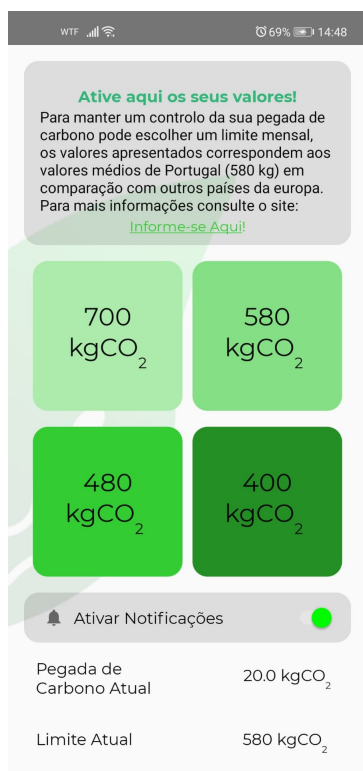 WTF 69% 14:48
Ative aqui os seus valores!
Para manter um controlo da sua pegada de
carbono pode escolher um limite mensal,
os valores apresentados correspondem aos
valores médios de Portugal (580 kg) em
comparação com outros países da europa.
Para mais informações consulte o site:
Informe-se Aqui!
700
kgCO₂
580
kgCO₂
480
kgCO₂
400
kgCO₂
Ativar Notificações
Pegada de
Carbono Atual
20.0 kgCO₂
Limite Atual
580 kgCO₂